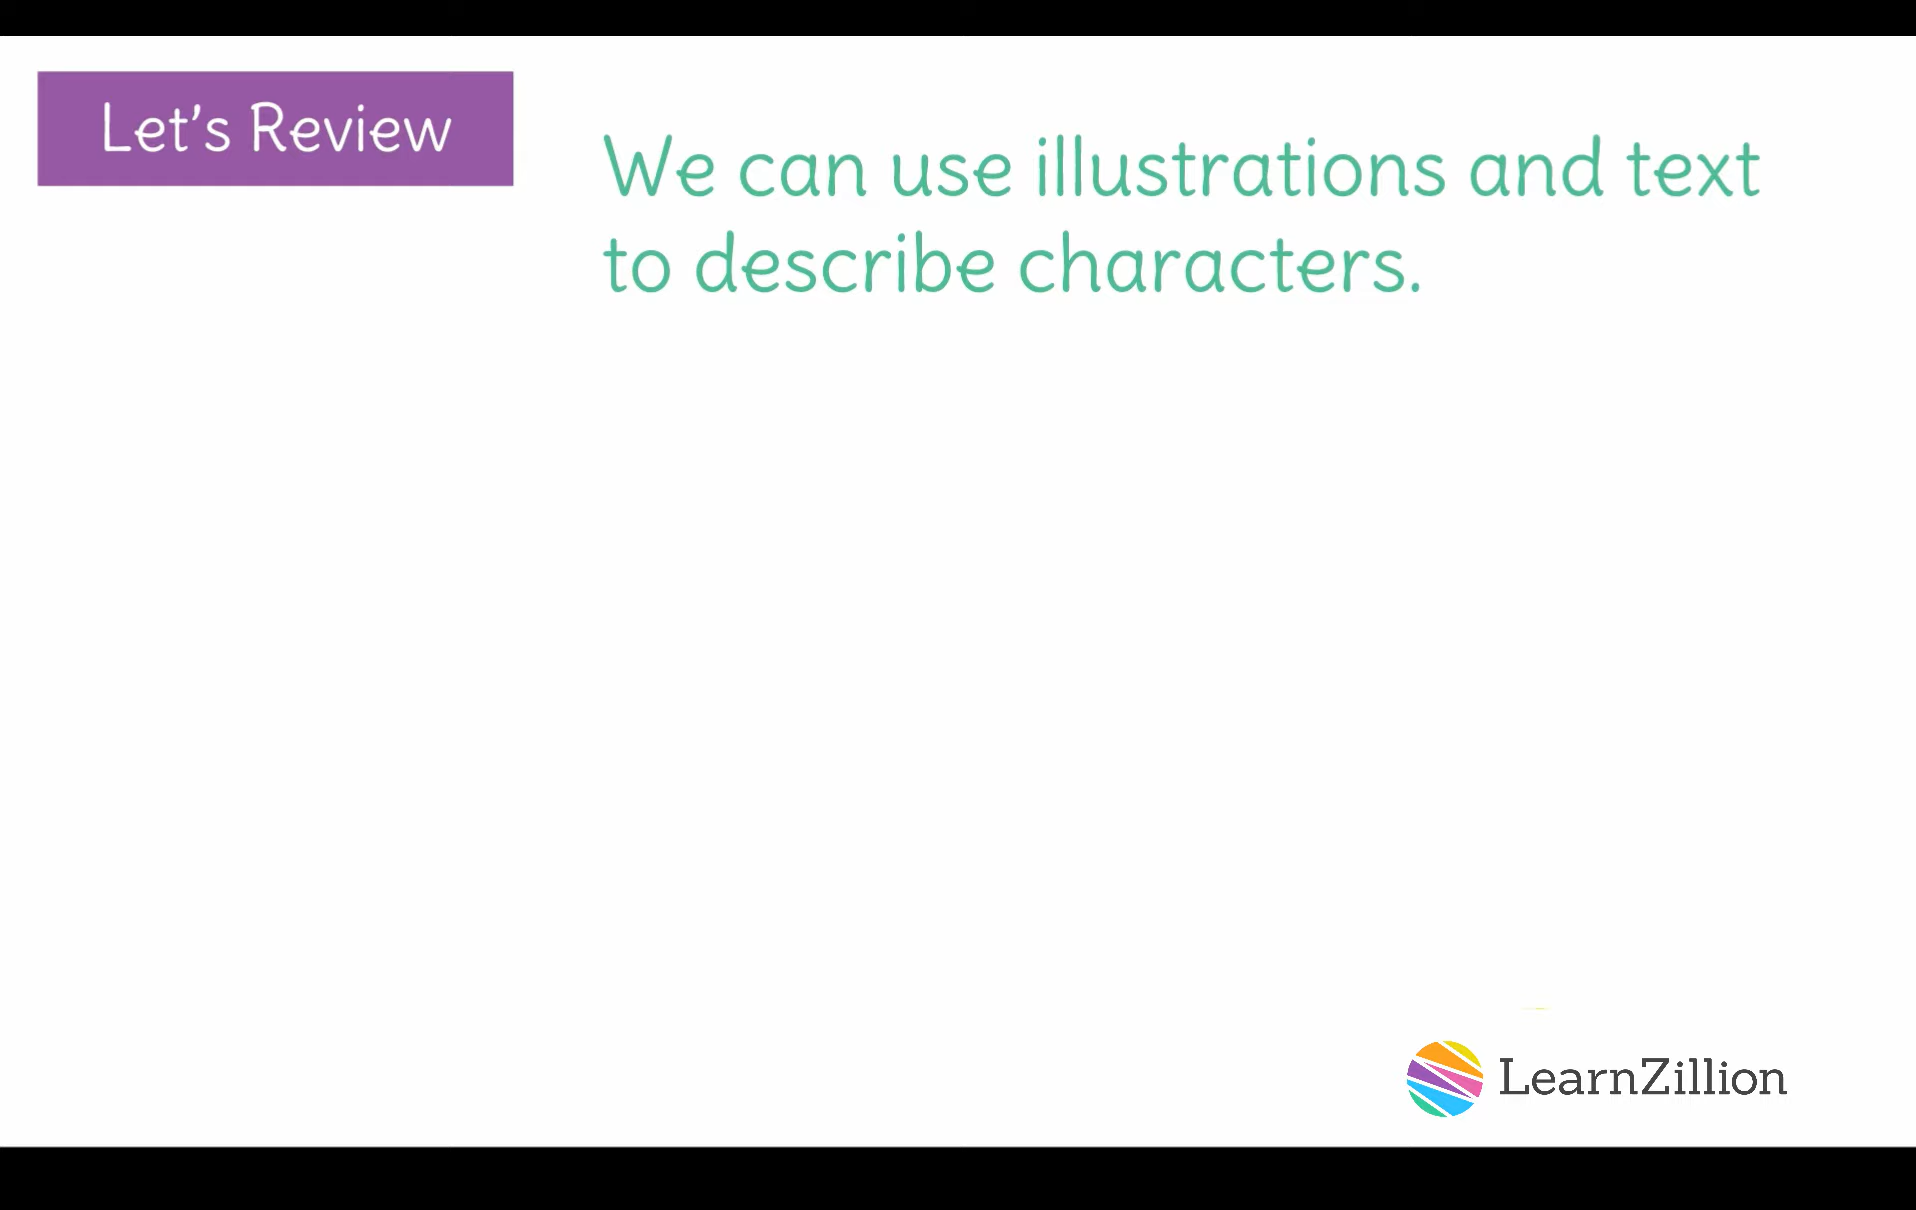 Let's Review
We can use illustrations and text
to describe characters.
LearnZillion